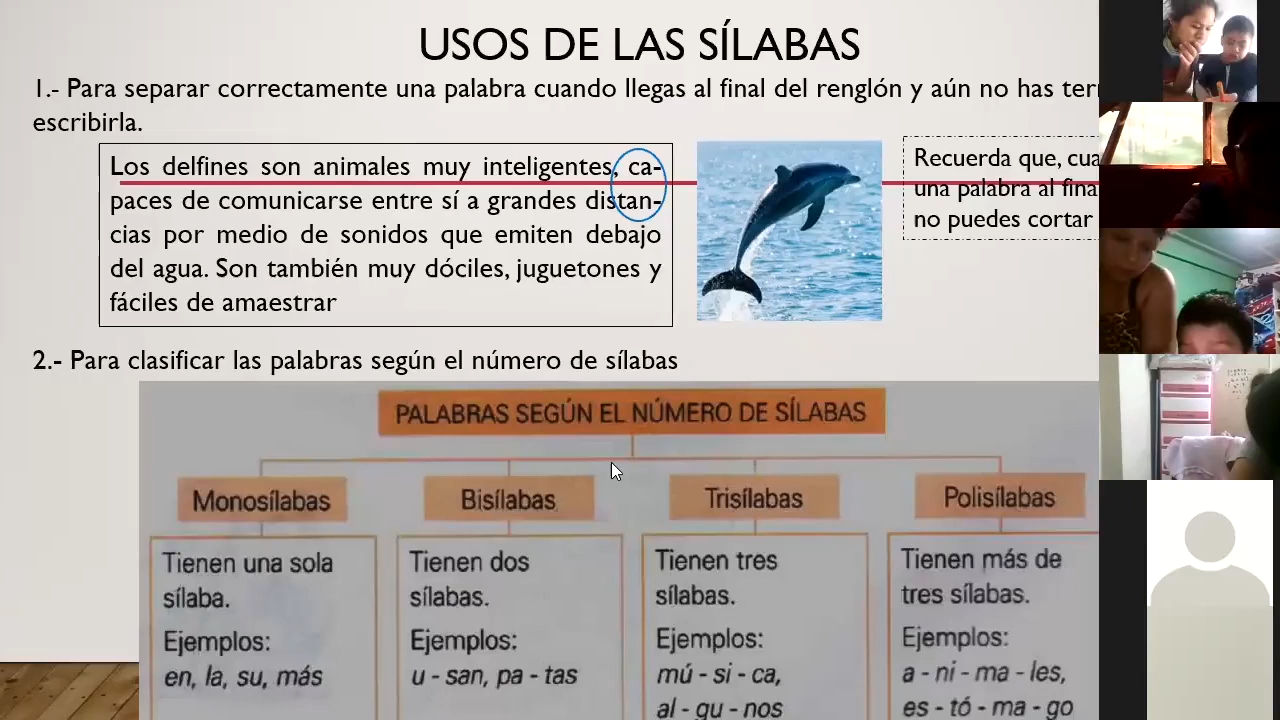 USOS DE LAS SÍLABAS
1.- Para separar correctamente una palabra cuando llegas al final del renglón y aún no has
escribirla.
Los delfines son animales muy inteligentes, ca-
paces de comunicarse entre sí a grandes distan-
cias por medio de sonidos que emiten debajo
del agua. Son también muy dóciles, juguetones y
fáciles de amaestrar
Recuerda que,
una palabra al
no puedes cortar
2.- Para clasificar las palabras según el número de sílabas
PALABRAS SEGÚN EL NÚMERO DE SÍLABAS
Monosílabas
Tienen una sola
sílaba.
Ejemplos:
en, la, su, más
Bisílabas
Tienen dos
sílabas.
Ejemplos:
u - san, pa - tas
Trisílabas
Tienen tres
sílabas.
Ejemplos:
mú - si - ca,
al - gu - nos
Polisílabas
Tienen más de
tres sílabas.
Ejemplos:
a - ni - ma - les,
es - tó - ma - go